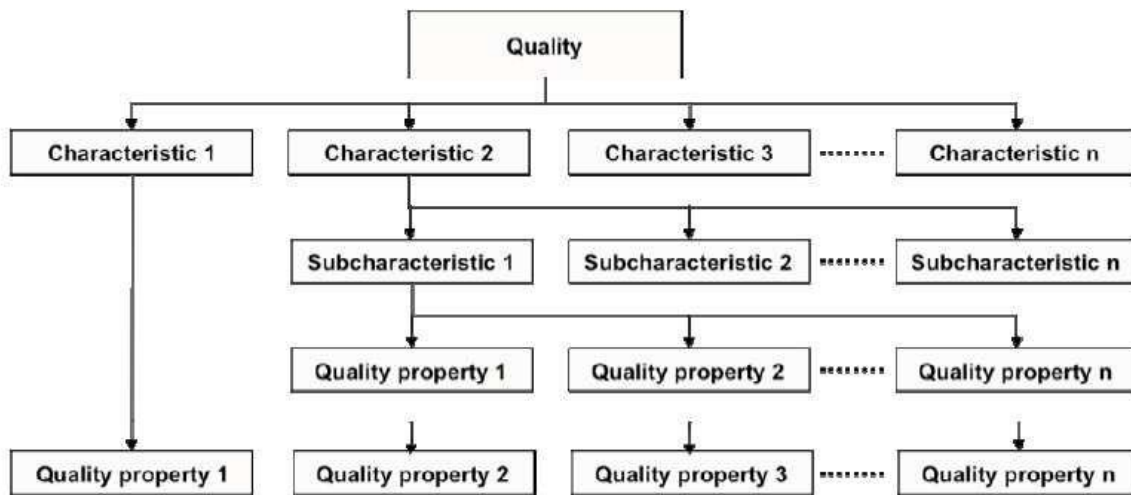 Quality
Characteristic 1
Characteristic 2
Characteristic 3
Characteristic n
Subcharacteristic 1
Subcharacteristic 2
Subcharacteristic n
Quality property 1
Quality property 2
Quality property n
Quality property 1
Quality property 2
Quality property 3
Quality property n